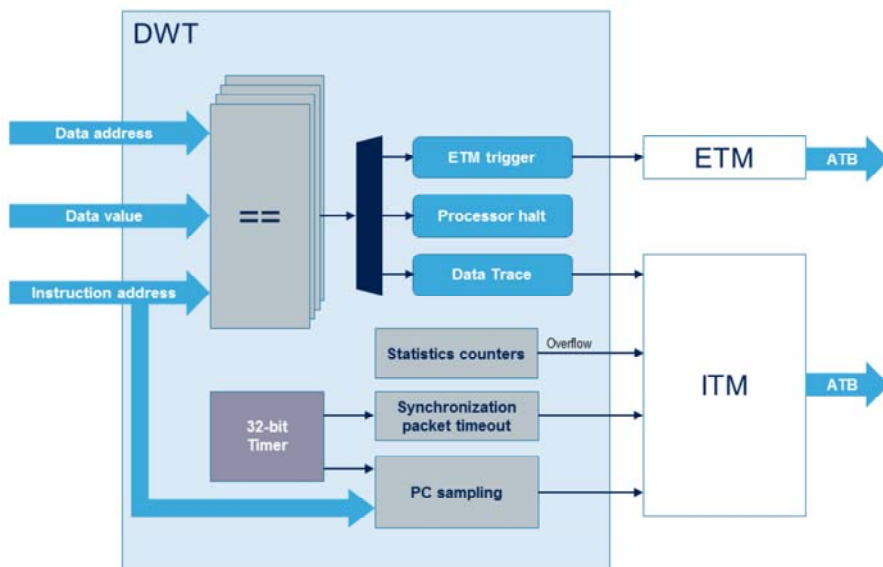 DWT
Data address
Data value
Instruction address
==
ETM trigger
Processor halt
Data Trace
ETM
ATB
Statistics counters
Overflow
32-bit
Timer
Synchronization
packet timeout
PC sampling
ITM
ATB